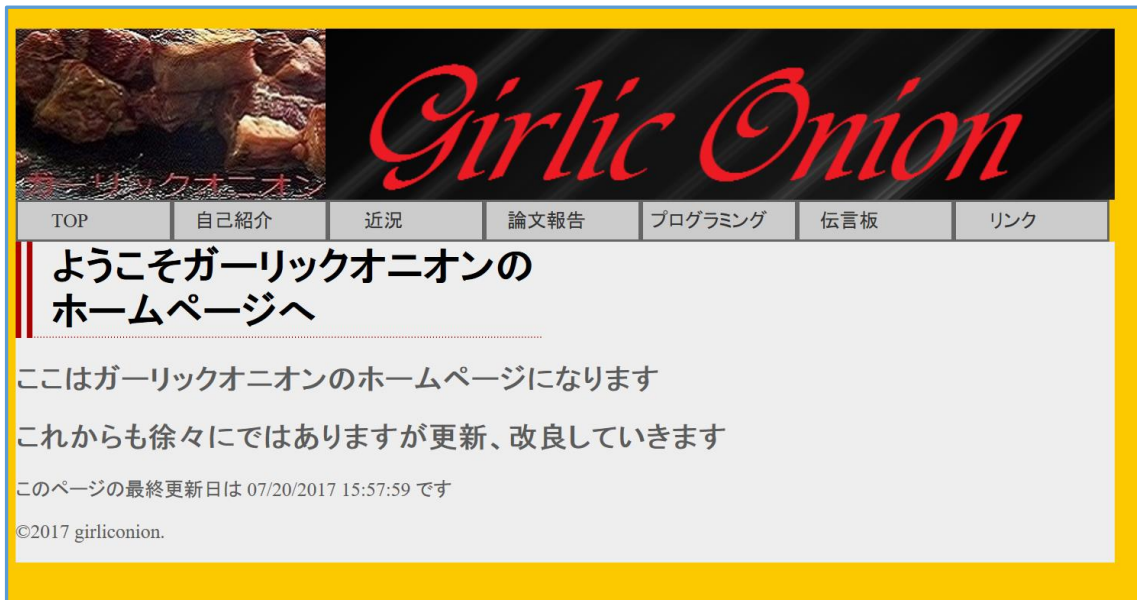 Girlic Onion
ガーリックオニオン
TOP 自己紹介 近況 論文報告 プログラミング 伝言板 リンク
ようこそガーリックオニオンの
ホームページへ
ここはガーリックオニオンのホームページになります
これからも徐々にではありますが更新、改良していきます
このページの最終更新日は 07/20/2017 15:57:59 です
©2017 girliconion.